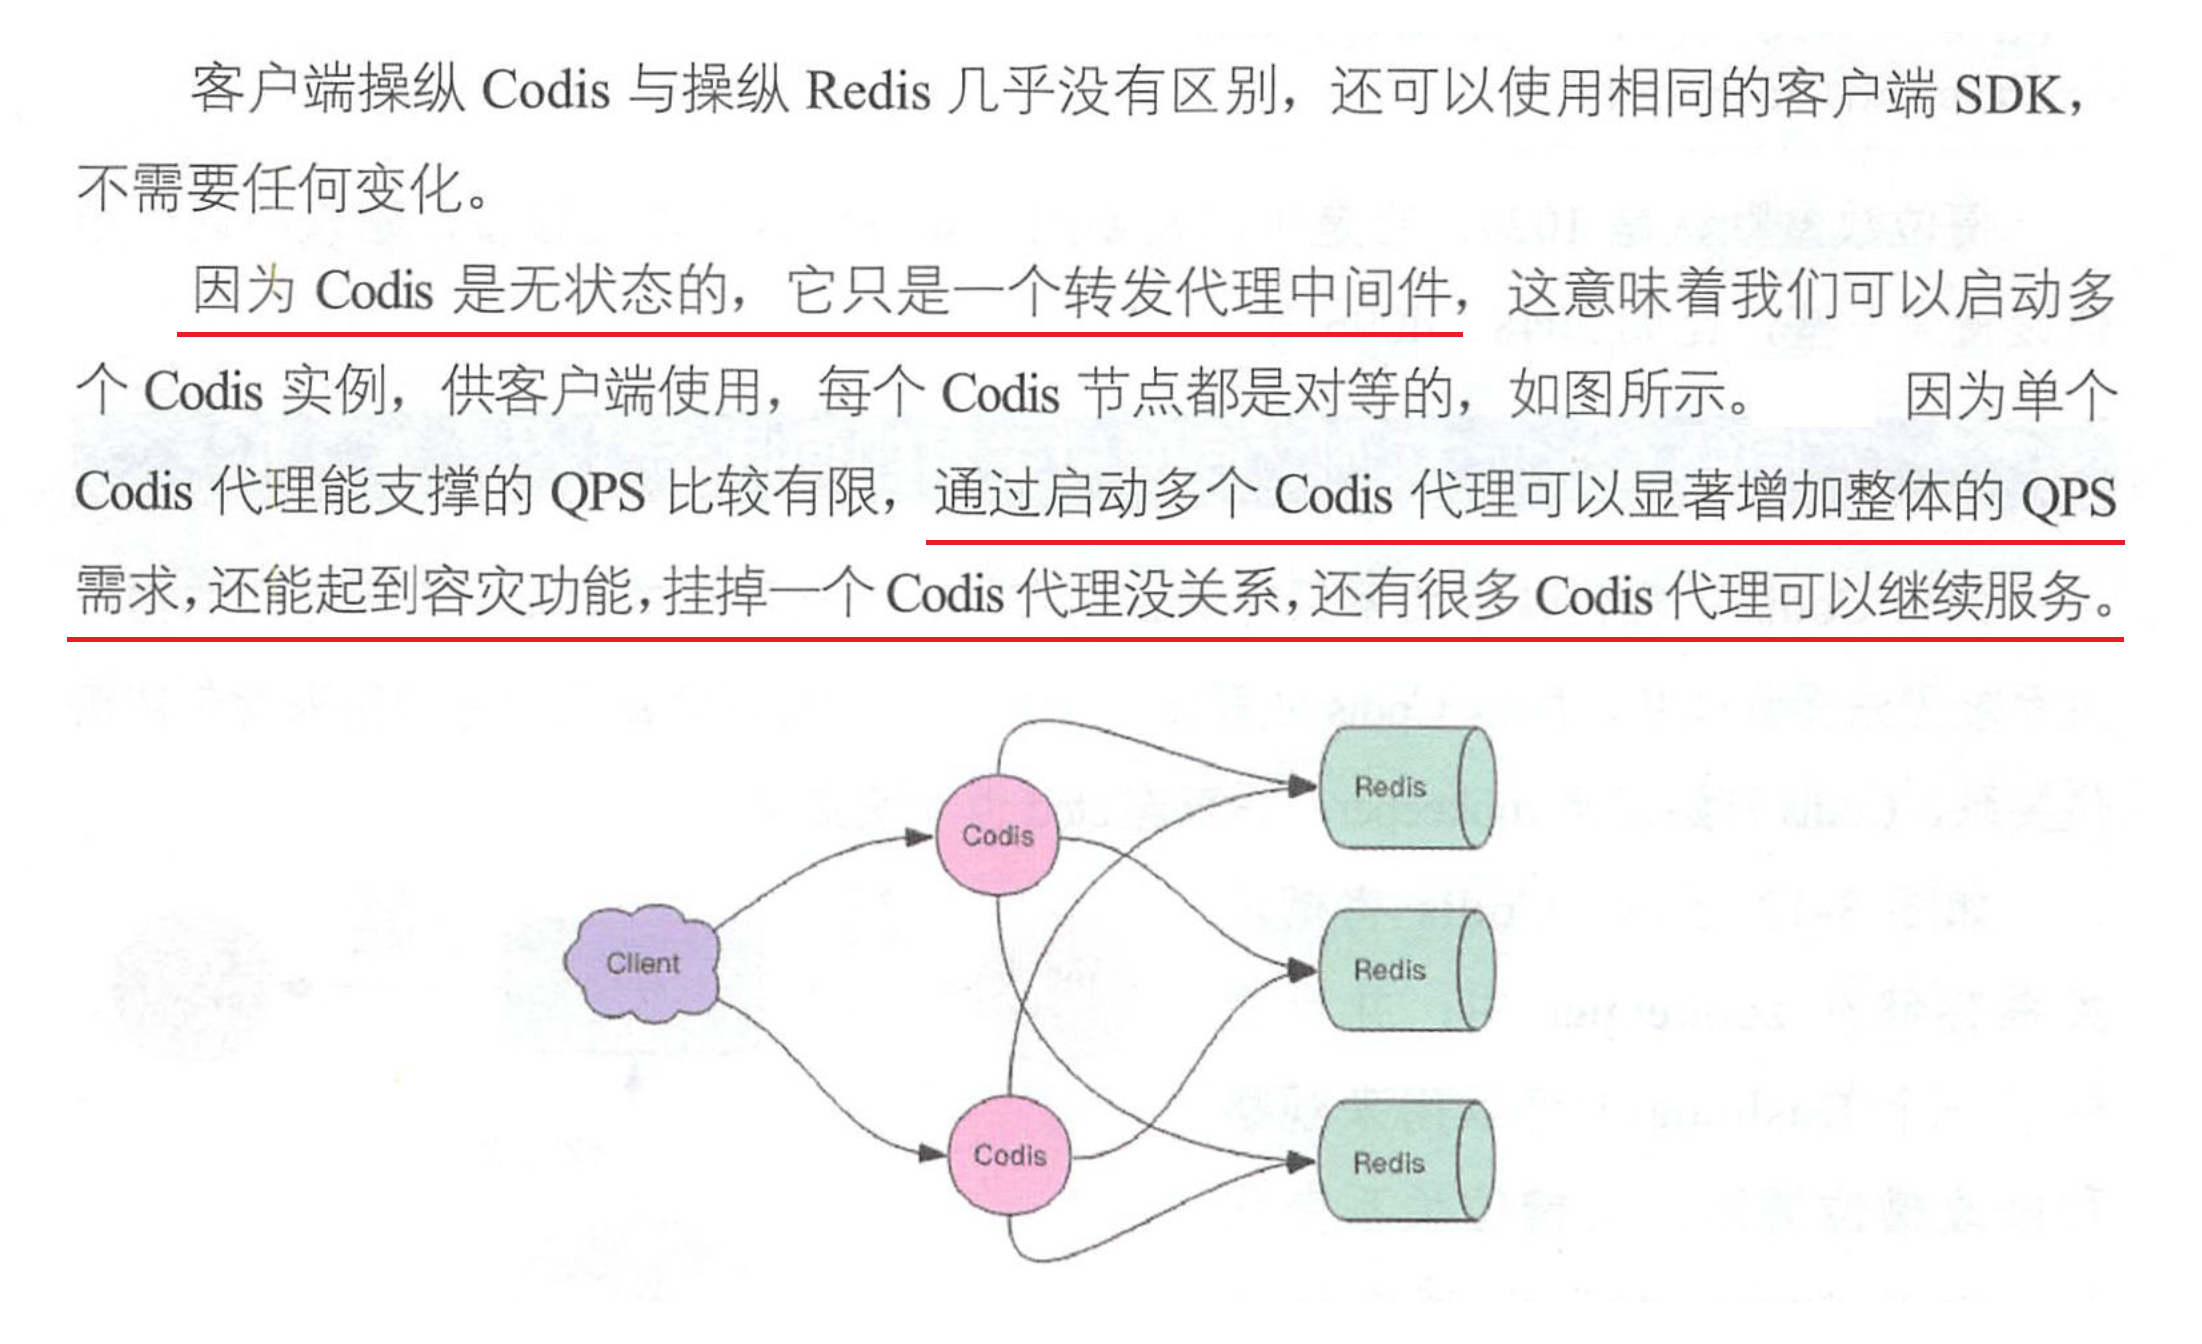 客户端操纵 Codis 与操纵 Redis 几乎没有区别，还可以使用相同的客户端 SDK，
不需要任何变化。
因为 Codis 是无状态的，它只是一个转发代理中间件，这意味着我们可以启动多
个 Codis 实例，供客户端使用，每个 Codis 节点都是对等的，如图所示。 因为单个
Codis 代理能支撑的 QPS 比较有限，通过启动多个 Codis 代理可以显著增加整体的 QPS
需求，还能起到容灾功能，挂掉一个 Codis 代理没关系，还有很多 Codis 代理可以继续服务。
Redis
Codis
Client
Redis
Codis
Redis